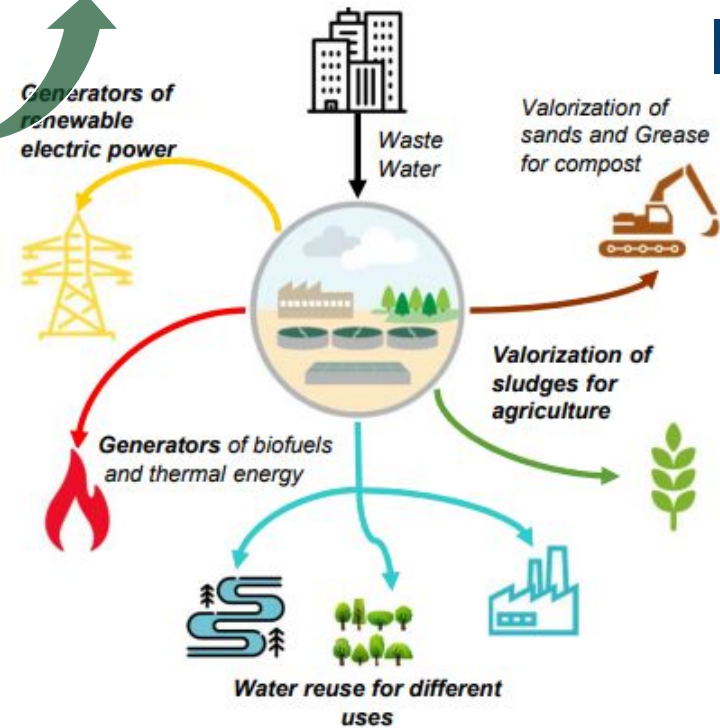 Generators of
renewable
electric power
Waste
Water
Valorization of
sands and Grease
for compost
Valorization of
sludges for
agriculture
Generators of biofuels
and thermal energy
Water reuse for different
uses